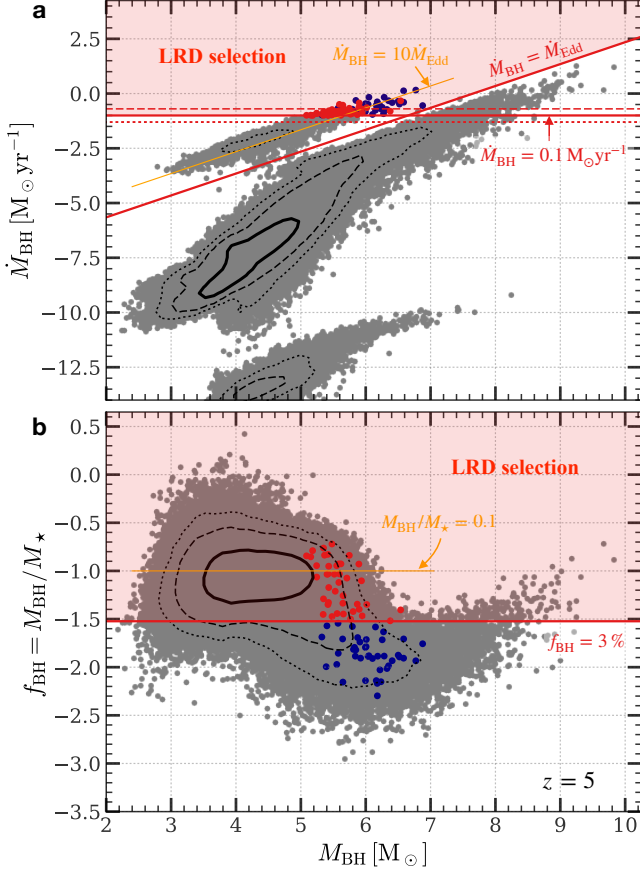 a
LRD selection
Ṁ_BH = 10Ṁ_Edd
Ṁ_BH = Ṁ_Edd
Ṁ_BH = 0.1 M_⊙yr⁻¹
Ṁ_BH [M_⊙ yr⁻¹]
2.5
0.0
−2.5
−5.0
−7.5
−10.0
−12.5
b
LRD selection
M_BH/M_⋆ = 0.1
f_BH = 3 %
z = 5
f_BH = M_BH/M_⋆
0.5
0.0
−0.5
−1.0
−1.5
−2.0
−2.5
−3.0
−3.5
2 3 4 5 6 7 8 9 10
M_BH [M_⊙]